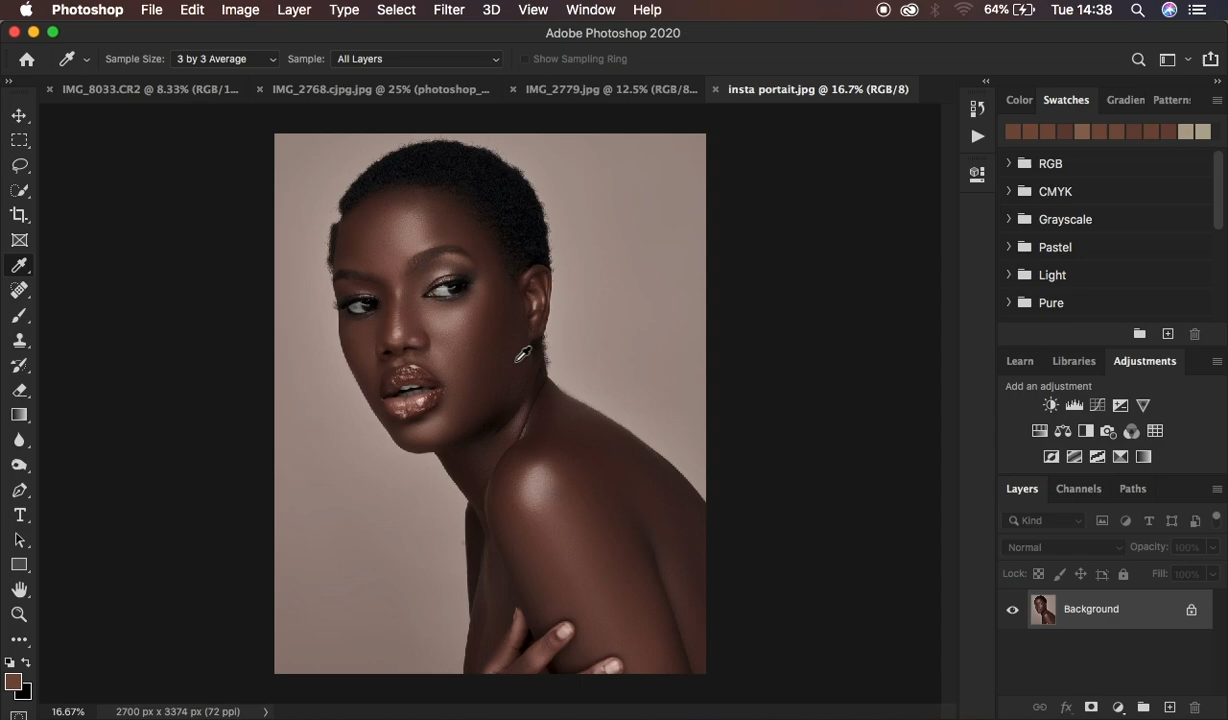 Photoshop File Edit Image Layer Type Select Filter 3D View Window Help 64% Tue 14:38
Adobe Photoshop 2020
Sample Size: 3 by 3 Average Sample: All Layers Show Sampling Ring
IMG_8033.CR2 @ 8.33% (RGB/1... IMG_2768.cjpg.jpg @ 25% (photoshop_... IMG_2779.jpg @ 12.5% (RGB/8... insta portait.jpg @ 16.7% (RGB/8)
Color Swatches Gradien Pattern:
RGB
CMYK
Grayscale
Pastel
Light
Pure
Learn Libraries Adjustments
Add an adjustment
Layers Channels Paths
Kind
Normal Opacity: 100%
Lock: Fill: 100%
Background
16.67% 2700 px x 3374 px (72 ppi)